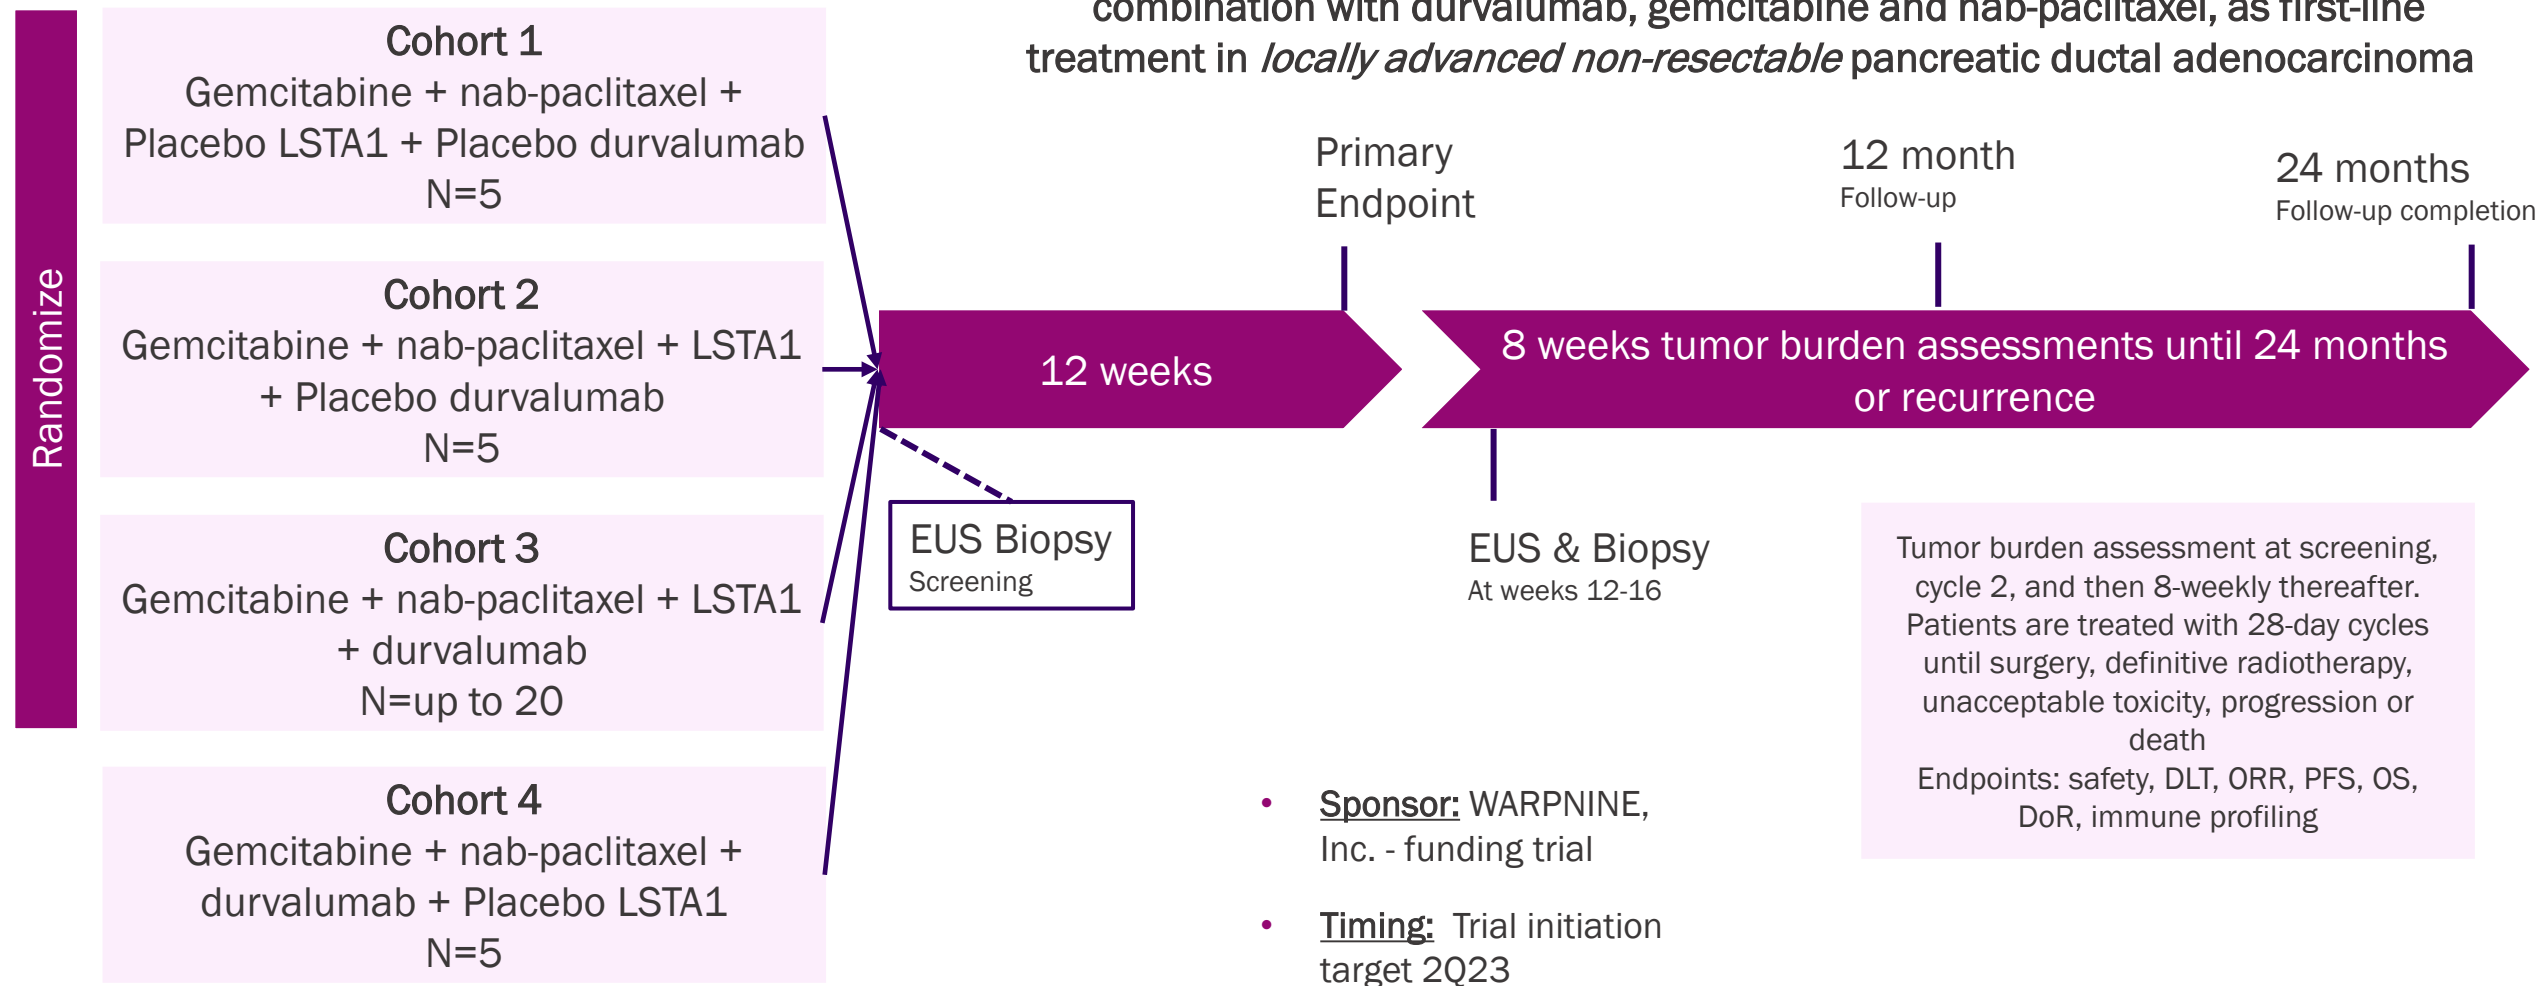 combination with durvalumab, gemcitabine and nab-paclitaxel, as first-line
treatment in locally advanced non-resectable pancreatic ductal adenocarcinoma
Randomize
Cohort 1
Gemcitabine + nab-paclitaxel +
Placebo LSTA1 + Placebo durvalumab
N=5
Cohort 2
Gemcitabine + nab-paclitaxel + LSTA1
+ Placebo durvalumab
N=5
Cohort 3
Gemcitabine + nab-paclitaxel + LSTA1
+ durvalumab
N=up to 20
Cohort 4
Gemcitabine + nab-paclitaxel +
durvalumab + Placebo LSTA1
N=5
Primary
Endpoint
12 month
Follow-up
24 months
Follow-up completion
12 weeks
8 weeks tumor burden assessments until 24 months
or recurrence
EUS Biopsy
Screening
EUS & Biopsy
At weeks 12-16
Tumor burden assessment at screening,
cycle 2, and then 8-weekly thereafter.
Patients are treated with 28-day cycles
until surgery, definitive radiotherapy,
unacceptable toxicity, progression or
death
Endpoints: safety, DLT, ORR, PFS, OS,
DoR, immune profiling
• Sponsor: WARPNINE,
Inc. - funding trial
• Timing: Trial initiation
target 2Q23